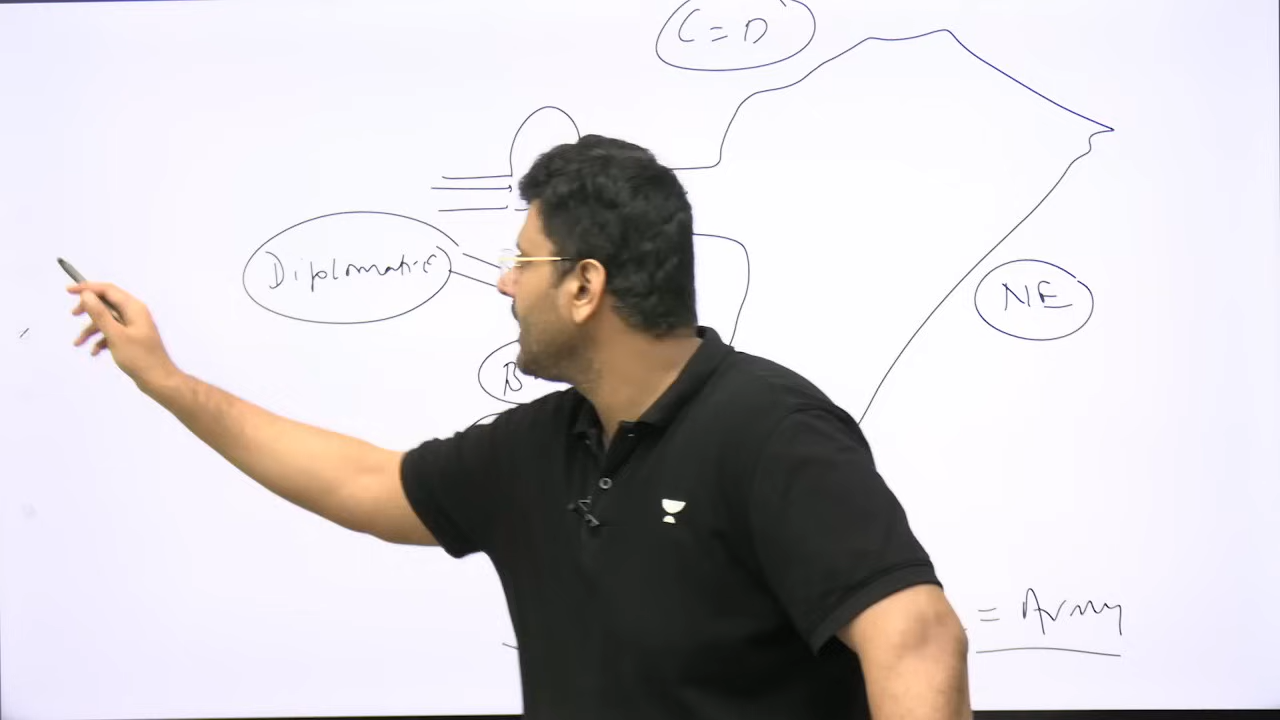 C = D
Diplomatic
NE
B
= Army